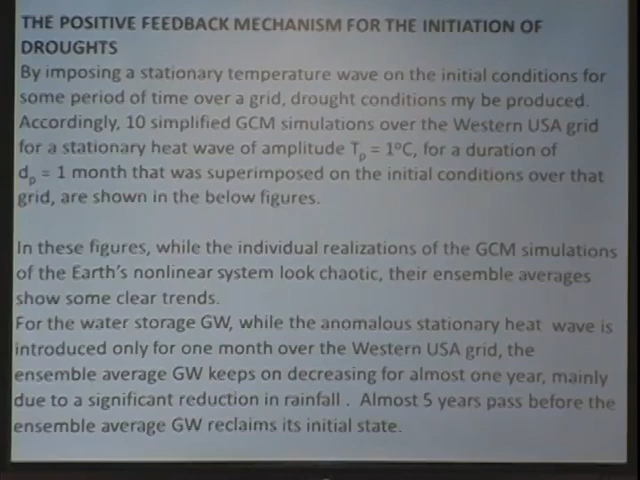 THE POSITIVE FEEDBACK MECHANISM FOR THE INITIATION OF
DROUGHTS
By imposing a stationary temperature wave on the initial conditions for
some period of time over a grid, drought conditions my be produced.
Accordingly, 10 simplified GCM simulations over the Western USA grid
for a stationary heat wave of amplitude Tp = 1°C, for a duration of
dp = 1 month that was superimposed on the initial conditions over that
grid, are shown in the below figures.
In these figures, while the individual realizations of the GCM simulations
of the Earth's nonlinear system look chaotic, their ensemble averages
show some clear trends.
For the water storage GW, while the anomalous stationary heat wave is
introduced only for one month over the Western USA grid, the
ensemble average GW keeps on decreasing for almost one year, mainly
due to a significant reduction in rainfall . Almost 5 years pass before the
ensemble average GW reclaims its initial state.